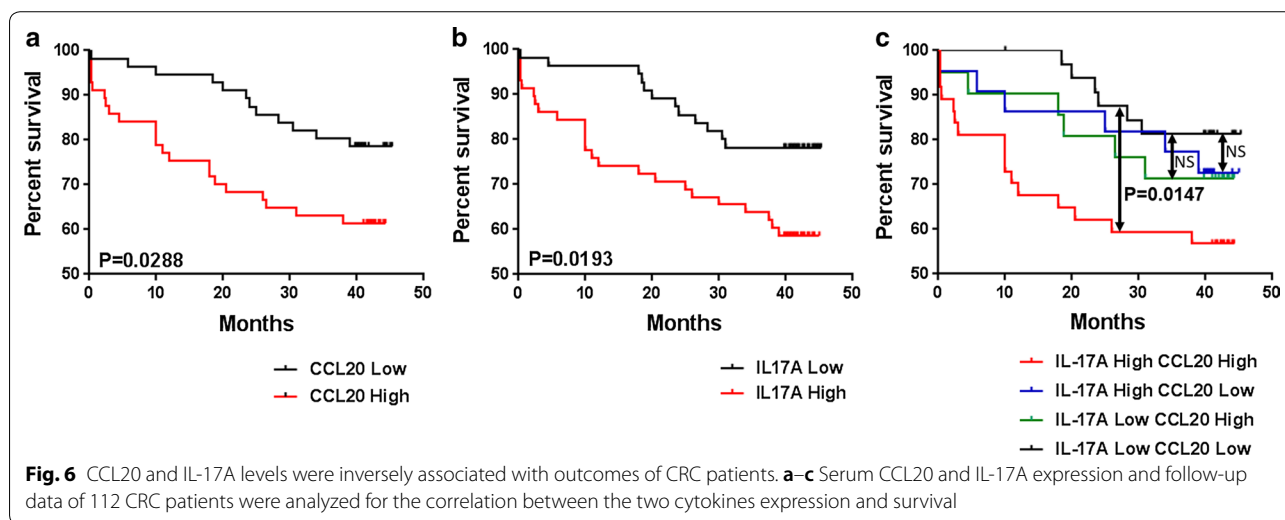 a
100
90
80
70
60
50
Percent survival
P=0.0288
0 10 20 30 40 50
Months
CCL20 Low
CCL20 High
b
100
90
80
70
60
50
Percent survival
P=0.0193
0 10 20 30 40 50
Months
IL17A Low
IL17A High
c
100
90
80
70
60
50
Percent survival
NS
NS
P=0.0147
0 10 20 30 40 50
Months
IL-17A High CCL20 High
IL-17A High CCL20 Low
IL-17A Low CCL20 High
IL-17A Low CCL20 Low
Fig. 6 CCL20 and IL-17A levels were inversely associated with outcomes of CRC patients. a–c Serum CCL20 and IL-17A expression and follow-up
data of 112 CRC patients were analyzed for the correlation between the two cytokines expression and survival